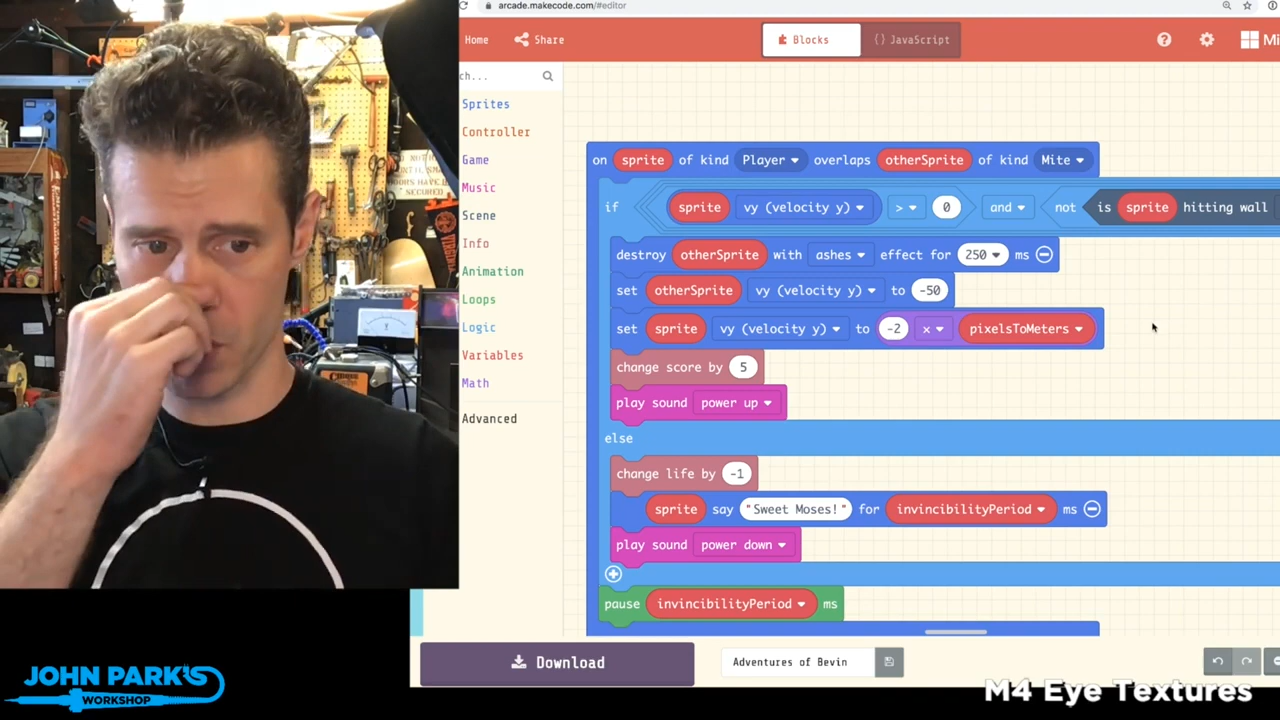 arcade.makecode.com/#editor
Home
Share
Blocks
{} JavaScript
Mi
ch...
Sprites
Controller
Game
Music
Scene
Info
Animation
Loops
Logic
Variables
Math
Advanced
on sprite of kind Player overlaps otherSprite of kind Mite
if sprite vy (velocity y) > 0 and not is sprite hitting wall
destroy otherSprite with ashes effect for 250 ms
set otherSprite vy (velocity y) to -50
set sprite vy (velocity y) to -2 × pixelsToMeters
change score by 5
play sound power up
else
change life by -1
sprite say "Sweet Moses!" for invincibilityPeriod ms
play sound power down
pause invincibilityPeriod ms
Download
Adventures of Bevin
JOHN PARK'S
WORKSHOP
M4 Eye Textures